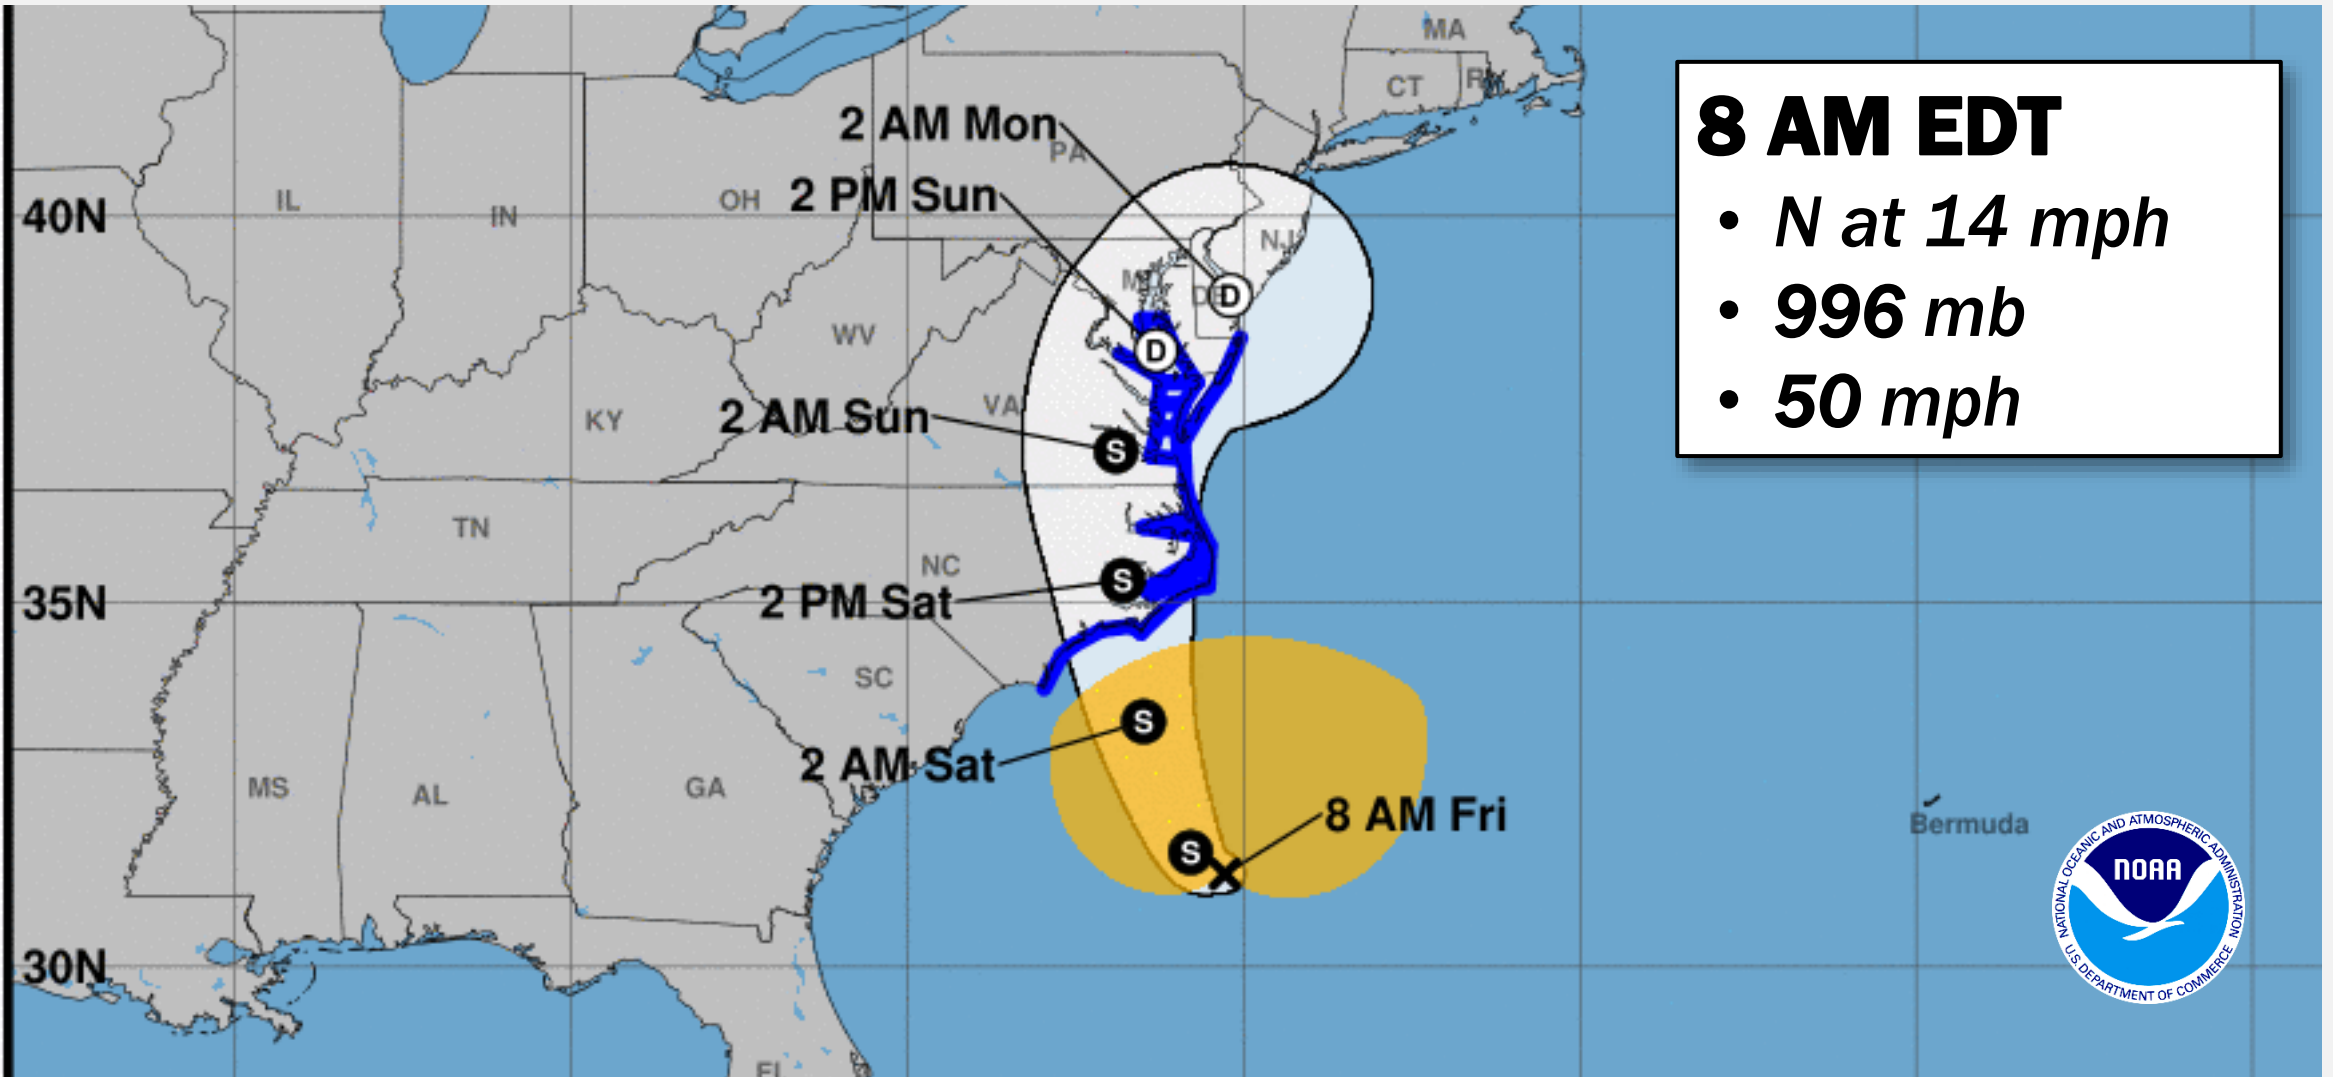 MA
CT
RI
2 AM Mon
PA
2 PM Sun
40N
IL
IN
OH
NJ
MD
DE
D
D
WV
VA
KY
2 AM Sun
S
TN
NC
35N
2 PM Sat
S
SC
S
2 AM Sat
MS
AL
GA
8 AM Fri
S
30N
FL
Bermuda
8 AM EDT
• N at 14 mph
• 996 mb
• 50 mph
NATIONAL OCEANIC AND ATMOSPHERIC ADMINISTRATION
NOAA
U.S. DEPARTMENT OF COMMERCE